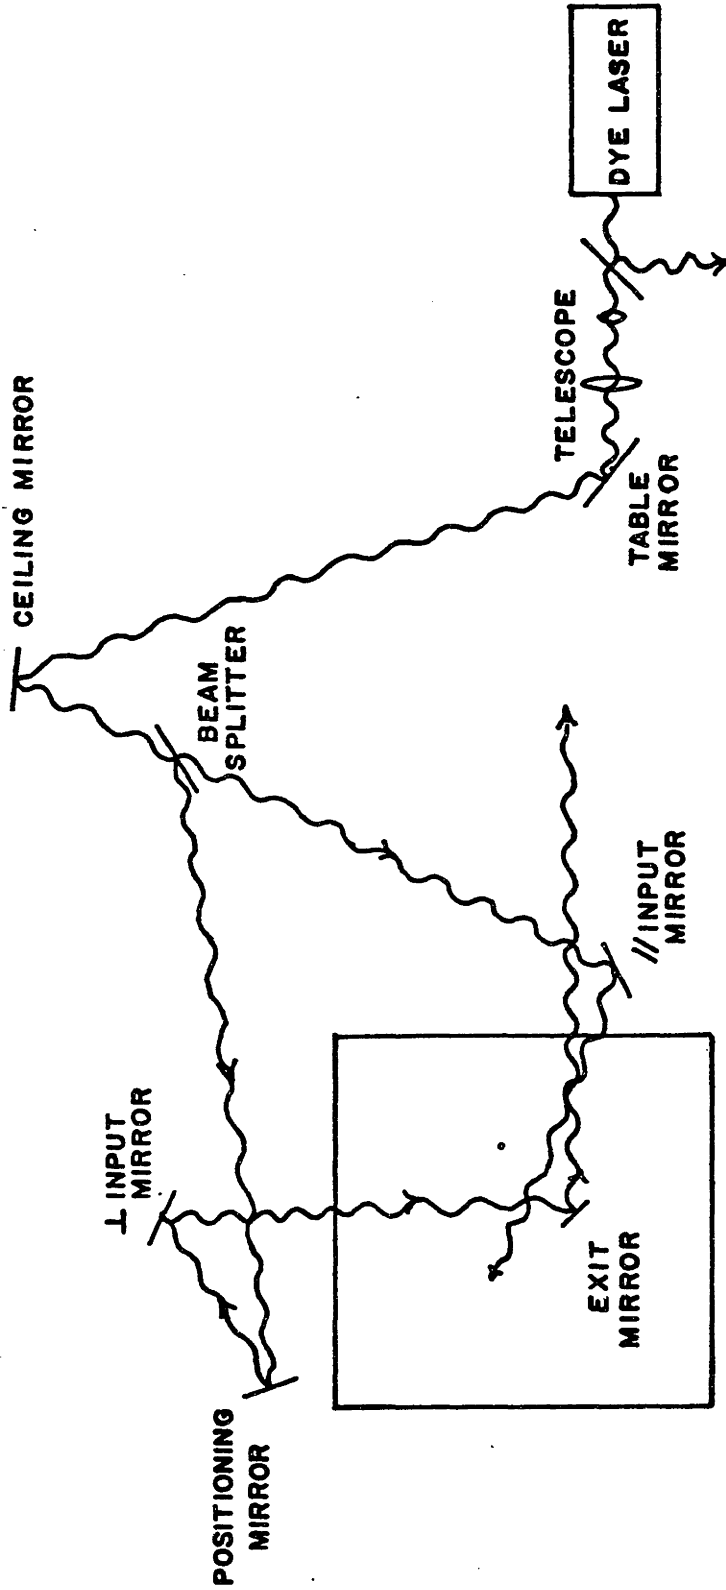 CEILING MIRROR
DYE LASER
TELESCOPE
TABLE
MIRROR
BEAM
SPLITTER
⊥ INPUT
MIRROR
// INPUT
MIRROR
EXIT
MIRROR
POSITIONING
MIRROR